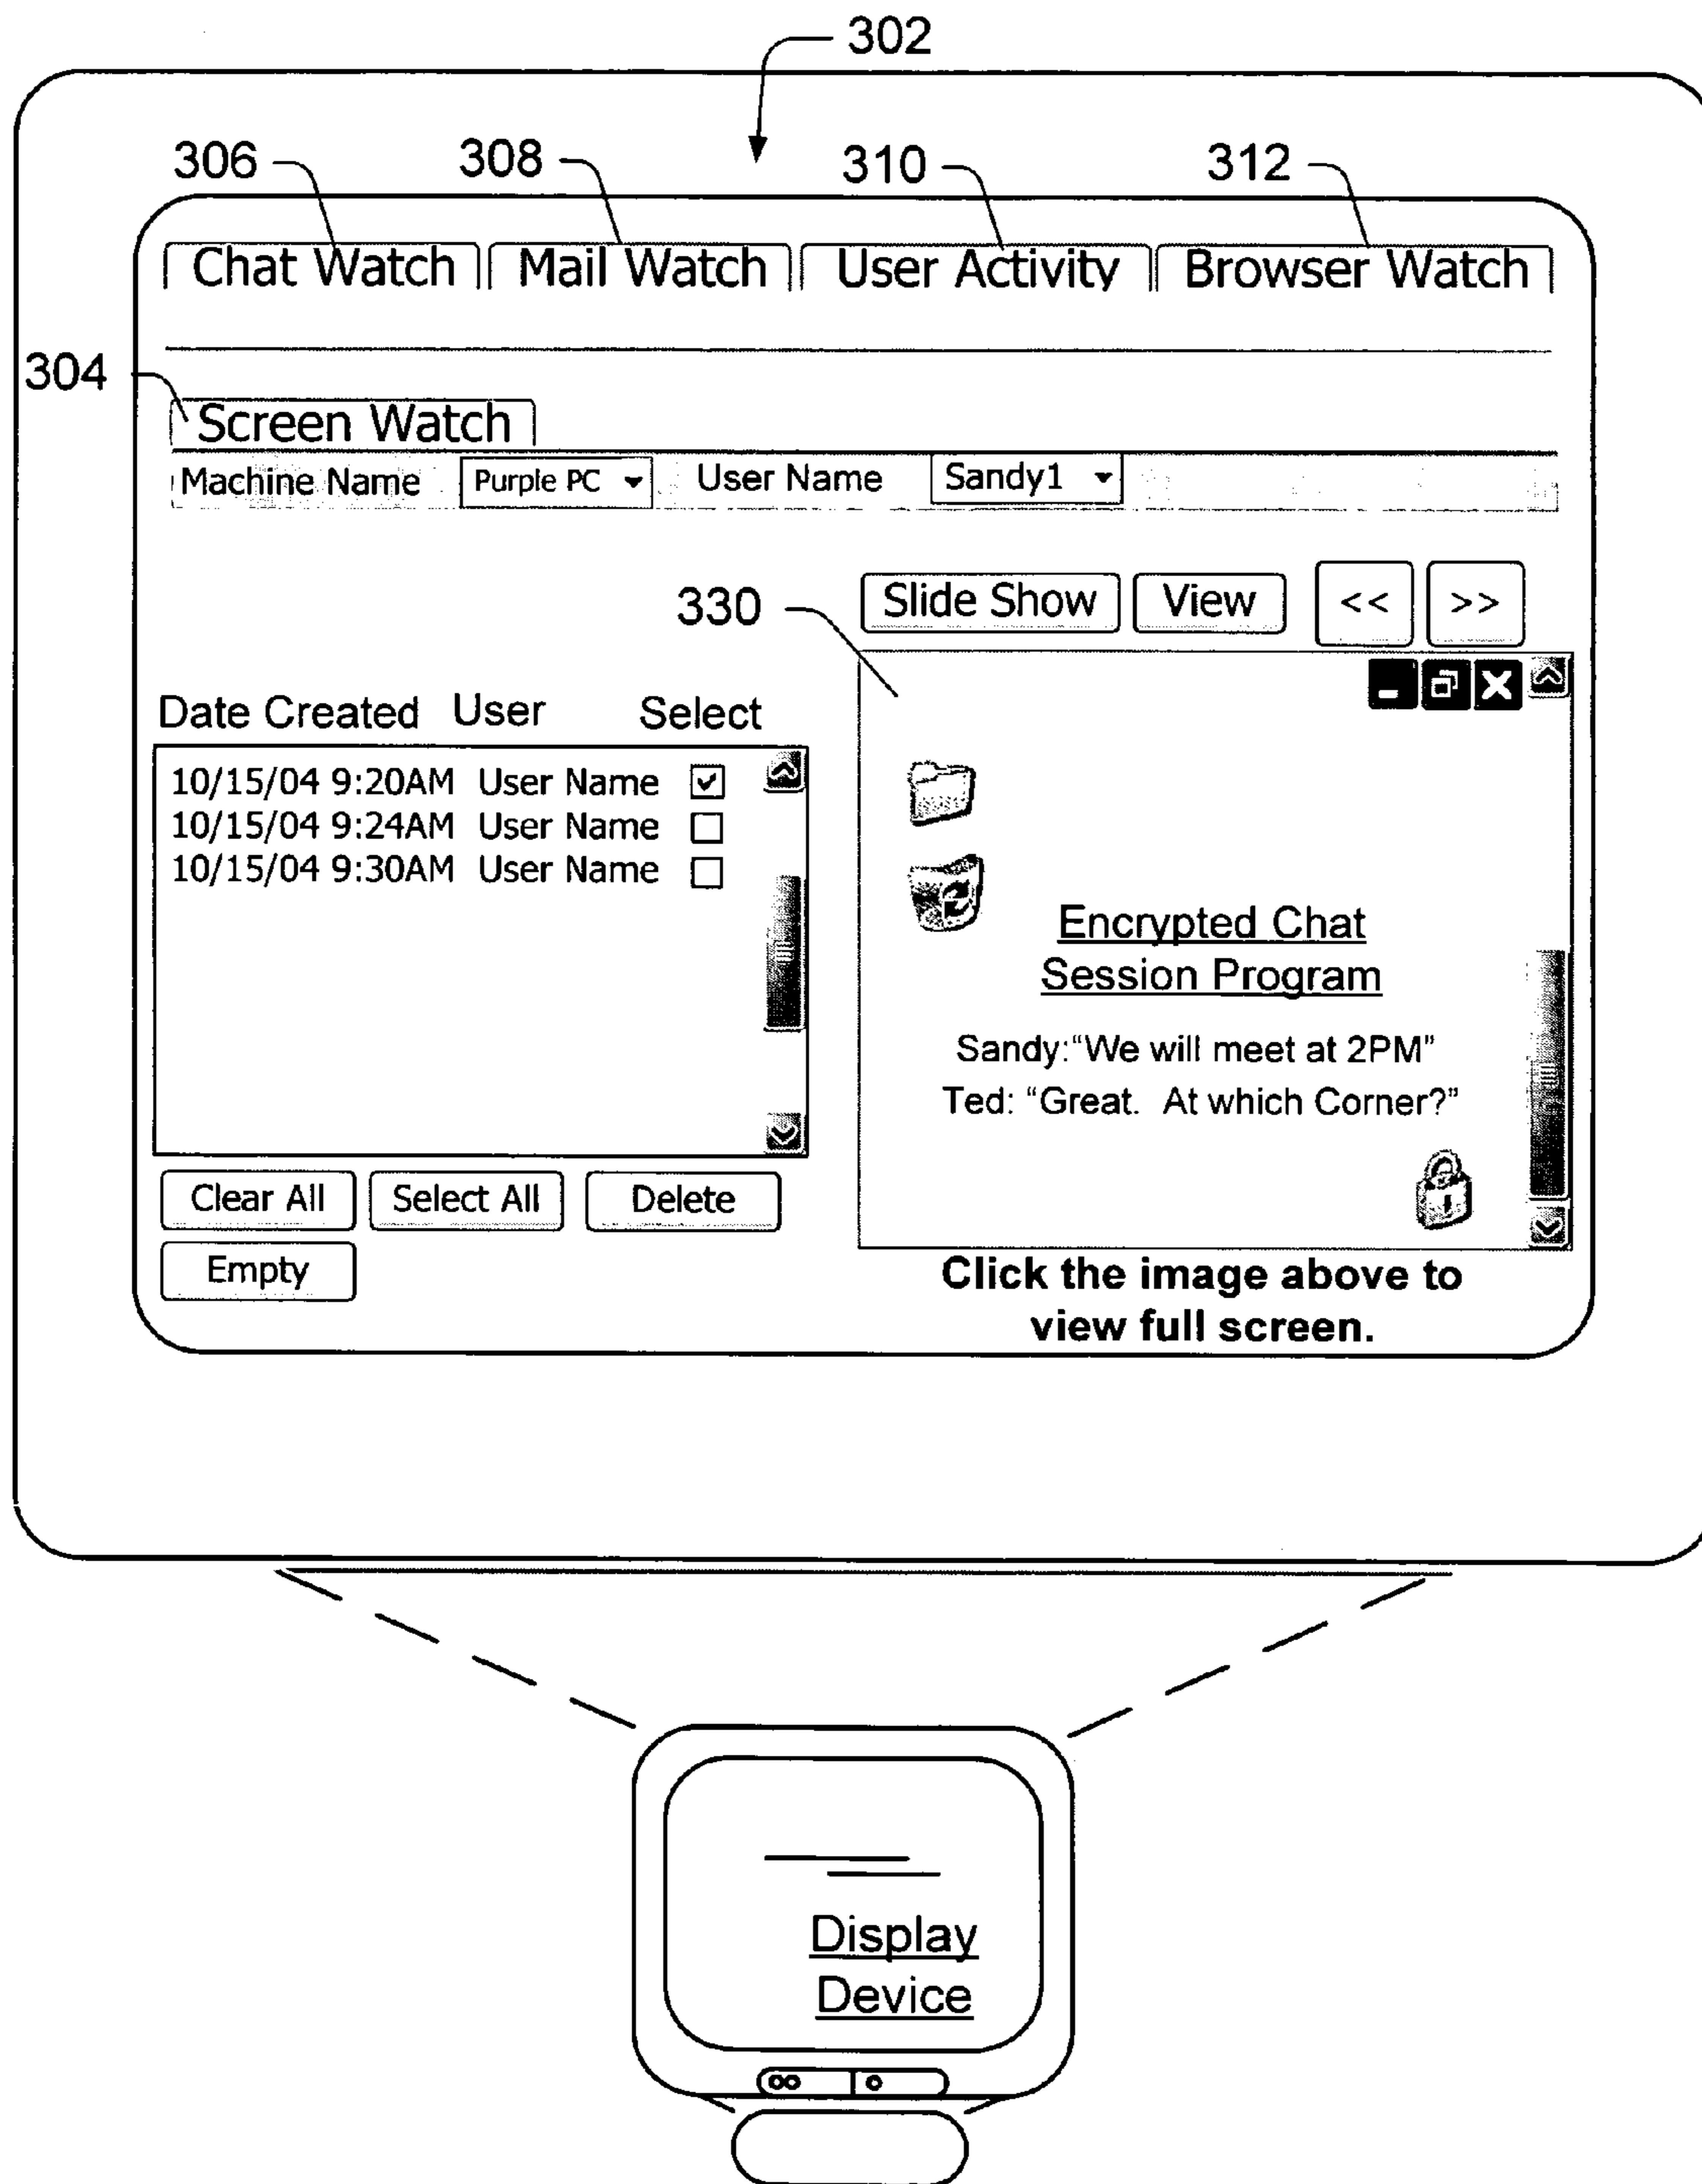 302
306 308 310 312
Chat Watch Mail Watch User Activity Browser Watch
304
Screen Watch
Machine Name Purple PC User Name Sandy1
330 Slide Show View << >>
Date Created User Select
10/15/04 9:20AM User Name
10/15/04 9:24AM User Name
10/15/04 9:30AM User Name
Clear All Select All Delete
Empty
Encrypted Chat
Session Program
Sandy:“We will meet at 2PM”
Ted: “Great. At which Corner?”
Click the image above to
view full screen.
Display
Device